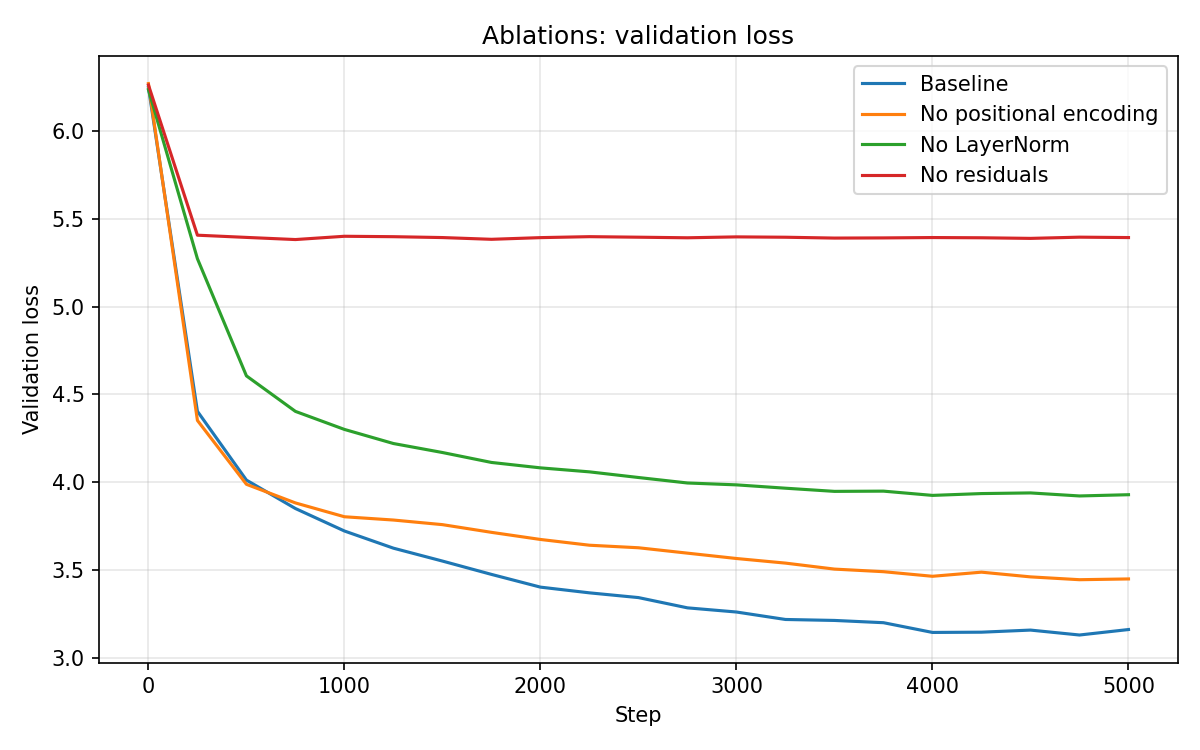 Ablations: validation loss
Baseline
No positional encoding
No LayerNorm
No residuals
Validation loss
6.0
5.5
5.0
4.5
4.0
3.5
3.0
0 1000 2000 3000 4000 5000
Step